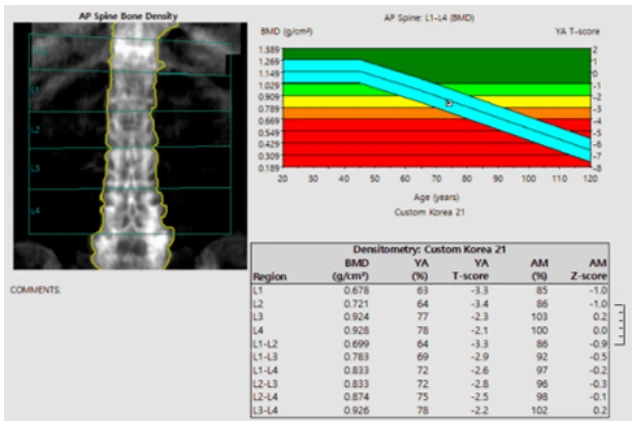 AP Spine Bone Density
L1
L2
L3
L4
COMMENTS:
AP Spine: L1-L4 (BMD)
BMD (g/cm²) YA T-score
1.389 2
1.269 1
1.149 0
1.029 -1
0.909 -2
0.789 -3
0.669 -4
0.549 -5
0.429 -6
0.309 -7
0.189 -8
20 30 40 50 60 70 80 90 100 110 120
Age (years)
Custom Korea 21
Densitometry: Custom Korea 21
BMD YA YA AM AM
Region (g/cm²) (%) T-score (%) Z-score
L1 0.678 63 -3.3 85 -1.0
L2 0.721 64 -3.4 86 -1.0
L3 0.924 77 -2.3 103 0.2
L4 0.928 78 -2.1 100 0.0
L1-L2 0.699 64 -3.3 86 -0.9
L1-L3 0.783 69 -2.9 92 -0.5
L1-L4 0.833 72 -2.6 97 -0.2
L2-L3 0.833 72 -2.8 96 -0.3
L2-L4 0.874 75 -2.5 98 -0.1
L3-L4 0.926 78 -2.2 102 0.2